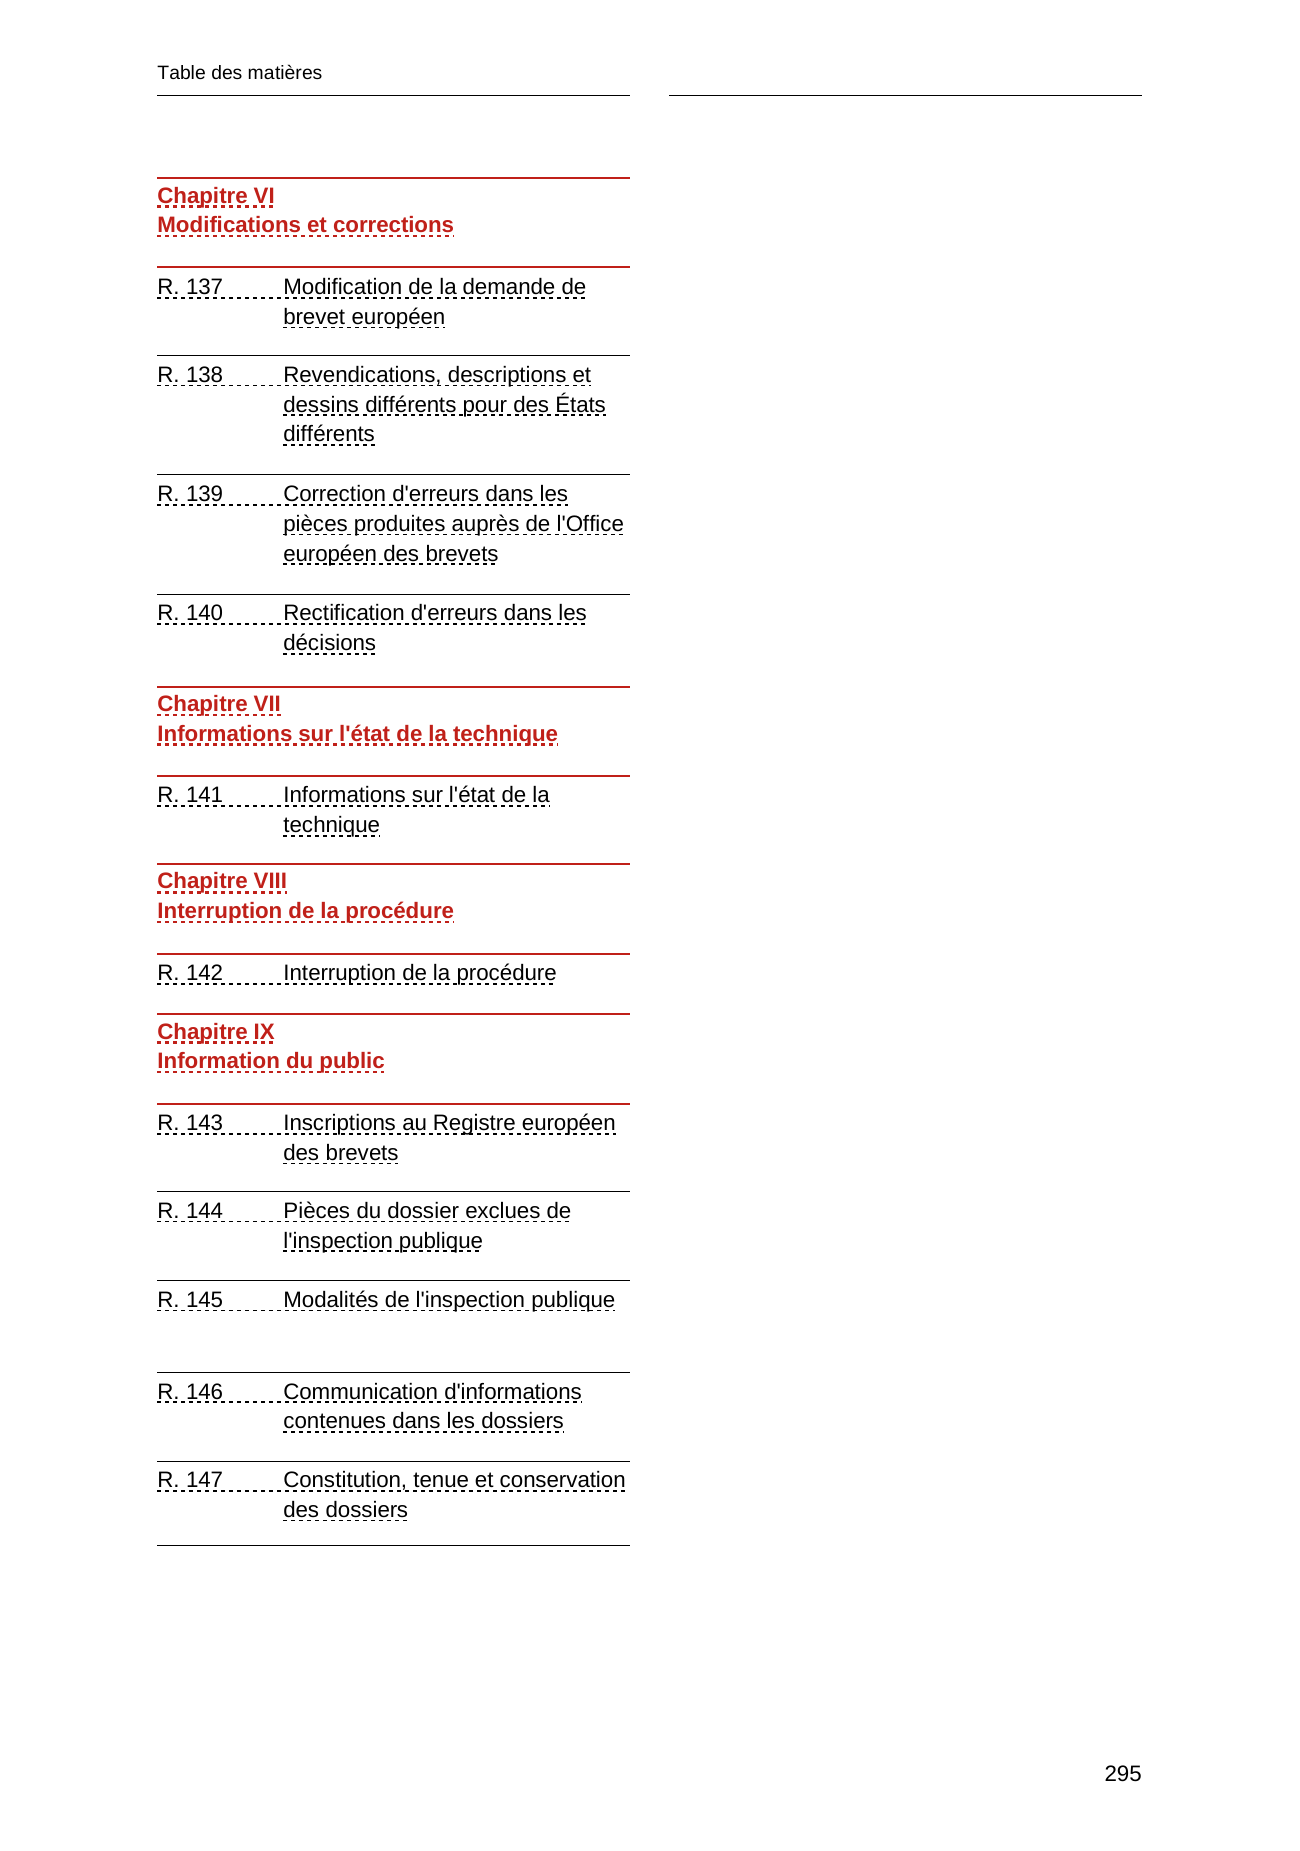 Table des matières
Chapitre VI
Modifications et corrections
R. 137 Modification de la demande de
brevet européen
R. 138 Revendications, descriptions et
dessins différents pour des États
différents
R. 139 Correction d'erreurs dans les
pièces produites auprès de l'Office
européen des brevets
R. 140 Rectification d'erreurs dans les
décisions
Chapitre VII
Informations sur l'état de la technique
R. 141 Informations sur l'état de la
technique
Chapitre VIII
Interruption de la procédure
R. 142 Interruption de la procédure
Chapitre IX
Information du public
R. 143 Inscriptions au Registre européen
des brevets
R. 144 Pièces du dossier exclues de
l'inspection publique
R. 145 Modalités de l'inspection publique
R. 146 Communication d'informations
contenues dans les dossiers
R. 147 Constitution, tenue et conservation
des dossiers
295